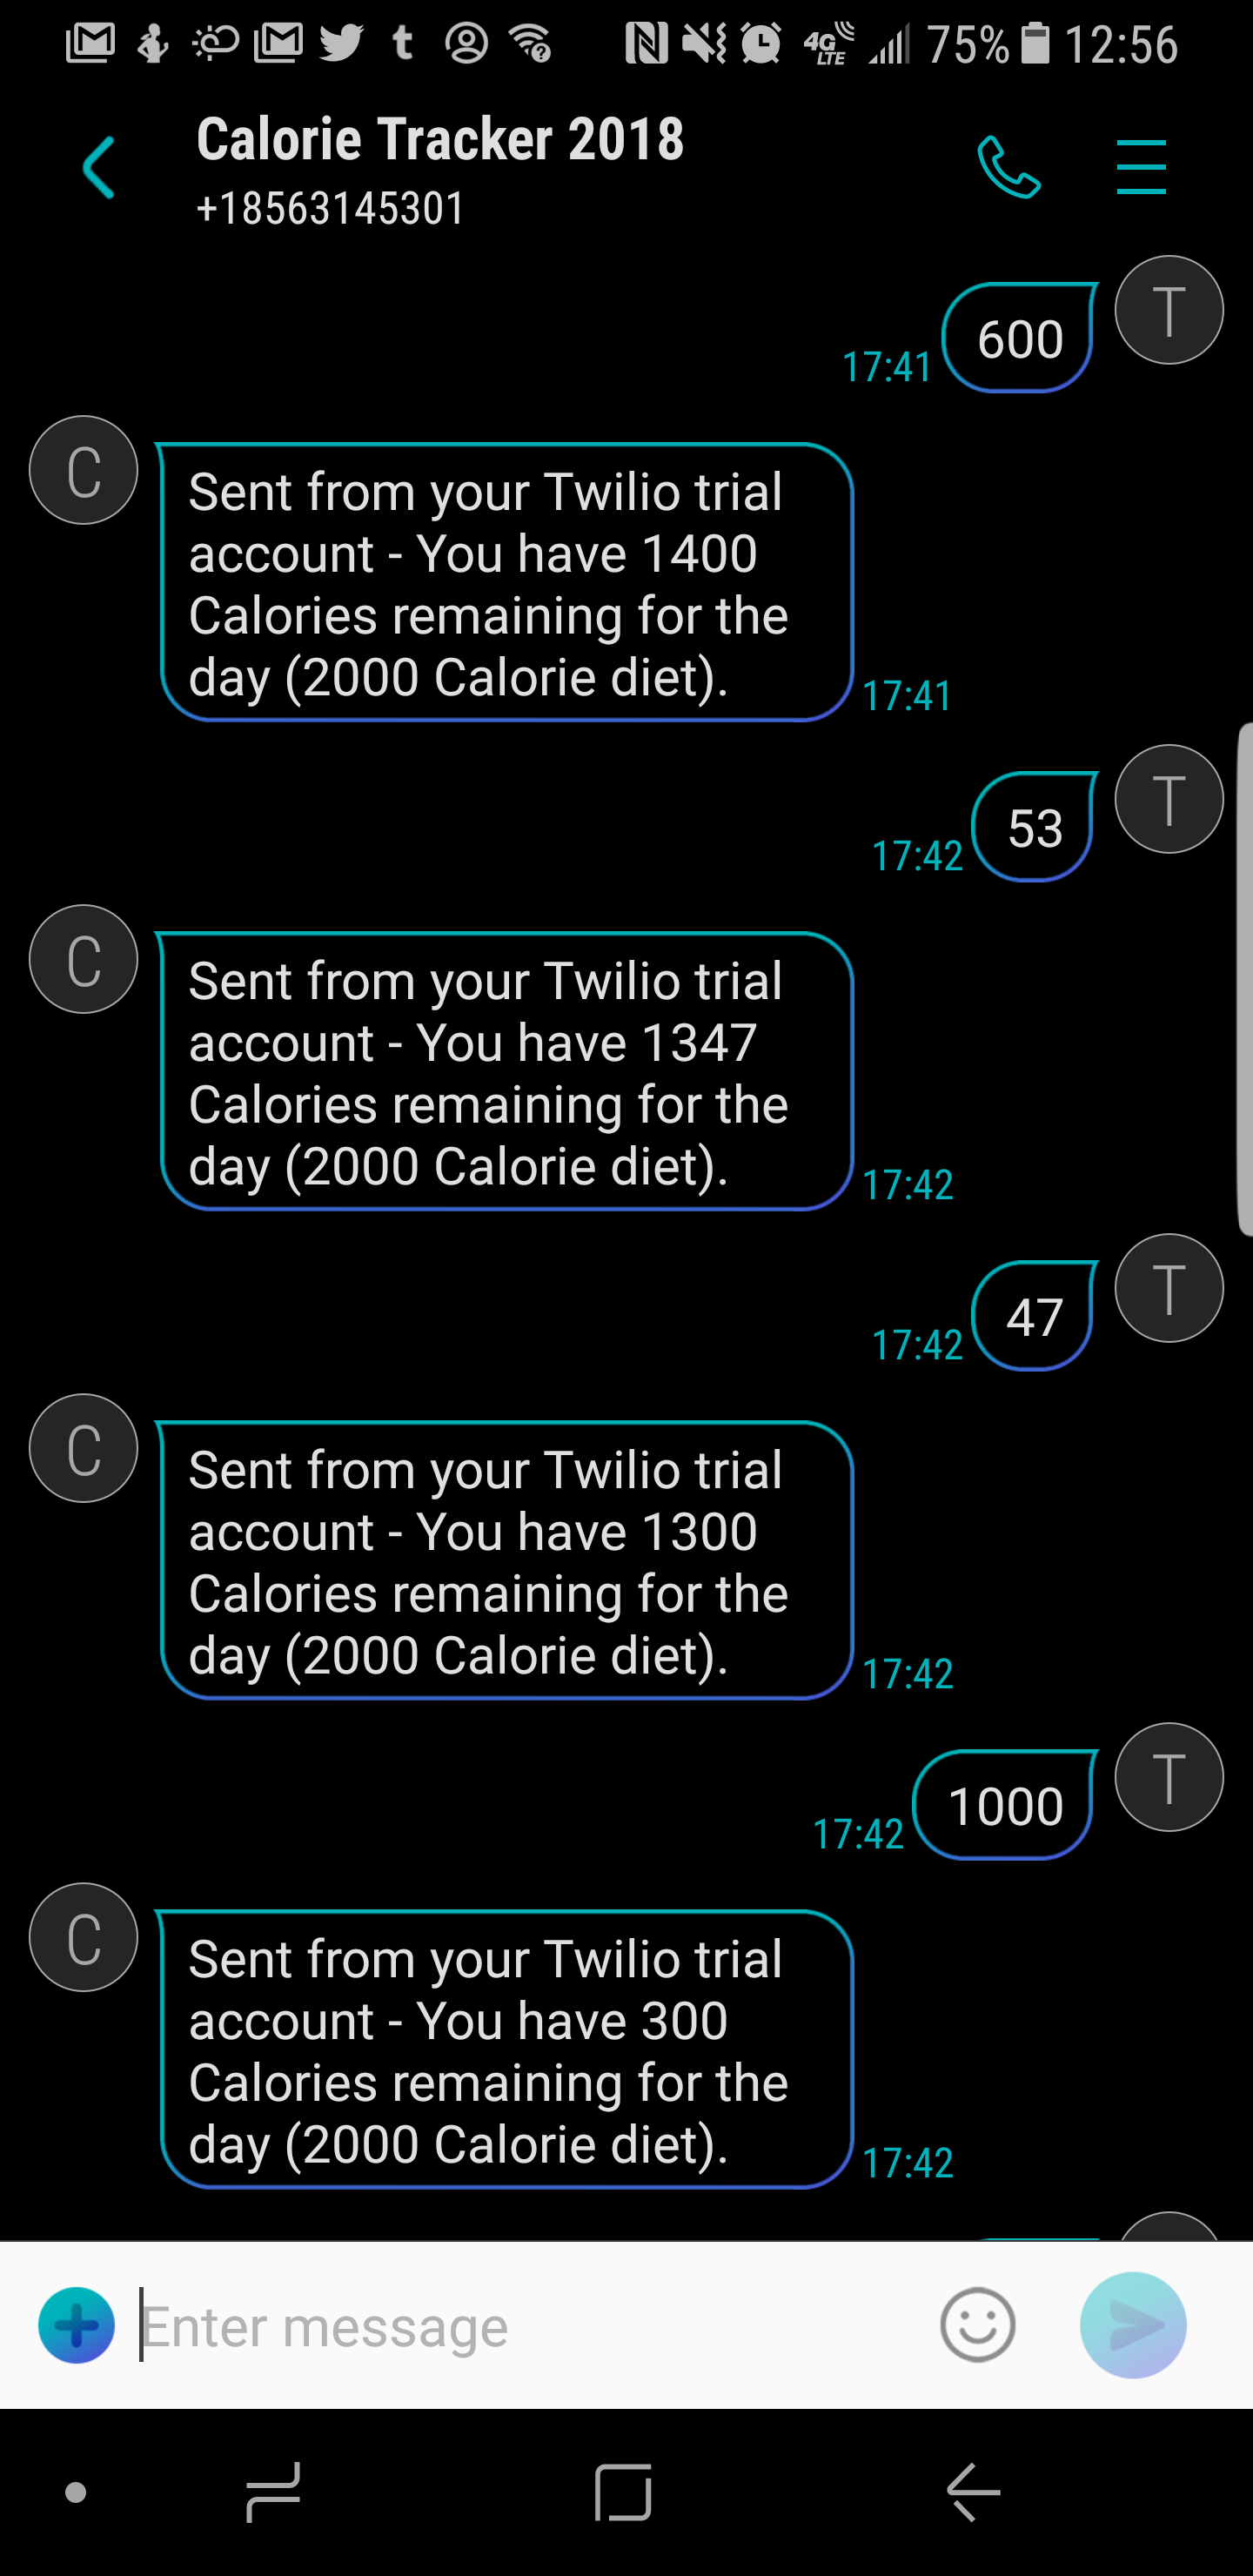 75% 12:56
4G LTE
Calorie Tracker 2018
+18563145301
T
600
17:41
C
Sent from your Twilio trial
account - You have 1400
Calories remaining for the
day (2000 Calorie diet).
17:41
T
53
17:42
C
Sent from your Twilio trial
account - You have 1347
Calories remaining for the
day (2000 Calorie diet).
17:42
T
47
17:42
C
Sent from your Twilio trial
account - You have 1300
Calories remaining for the
day (2000 Calorie diet).
17:42
T
1000
17:42
C
Sent from your Twilio trial
account - You have 300
Calories remaining for the
day (2000 Calorie diet).
17:42
Enter message